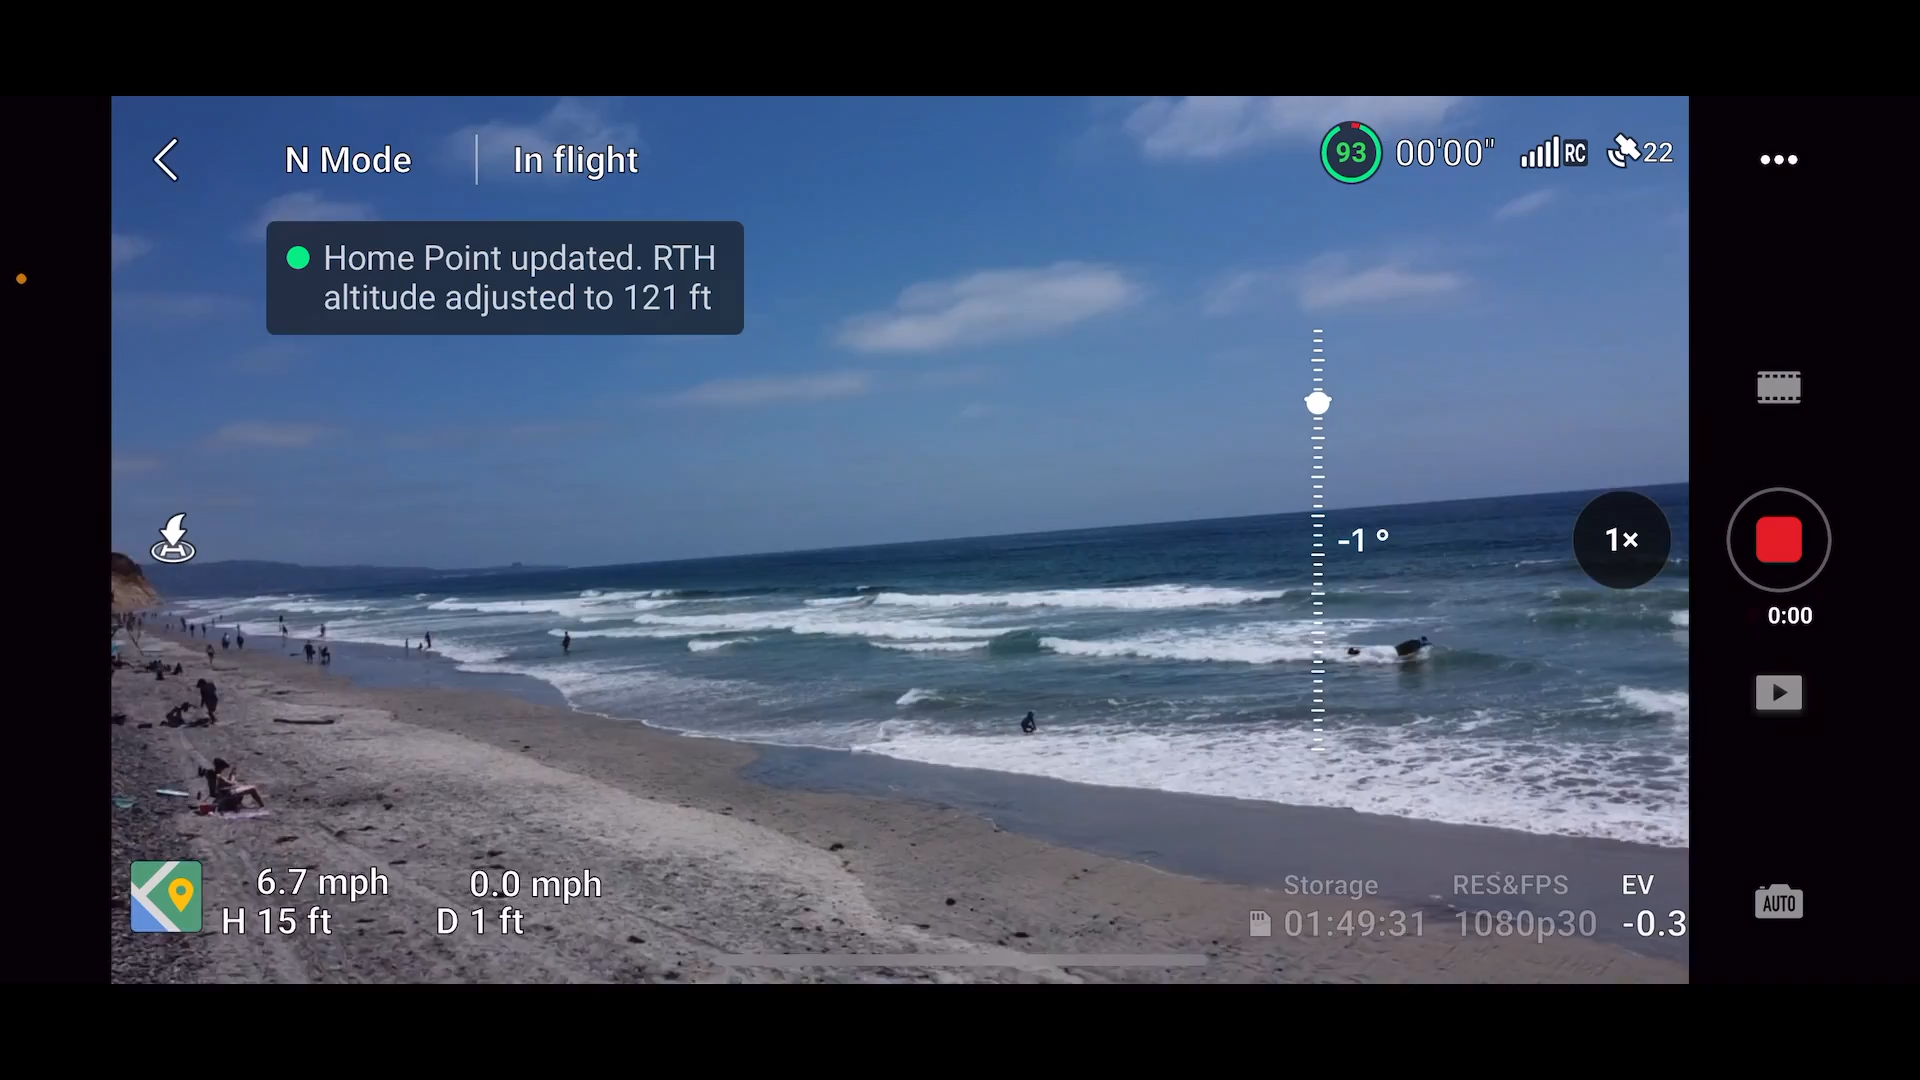 N Mode
In flight
93
00'00"
RC
22
Home Point updated. RTH
altitude adjusted to 121 ft
-1 °
1×
0:00
6.7 mph
0.0 mph
H 15 ft
D 1 ft
Storage
RES&FPS
EV
01:49:31
1080p30
-0.3
AUTO